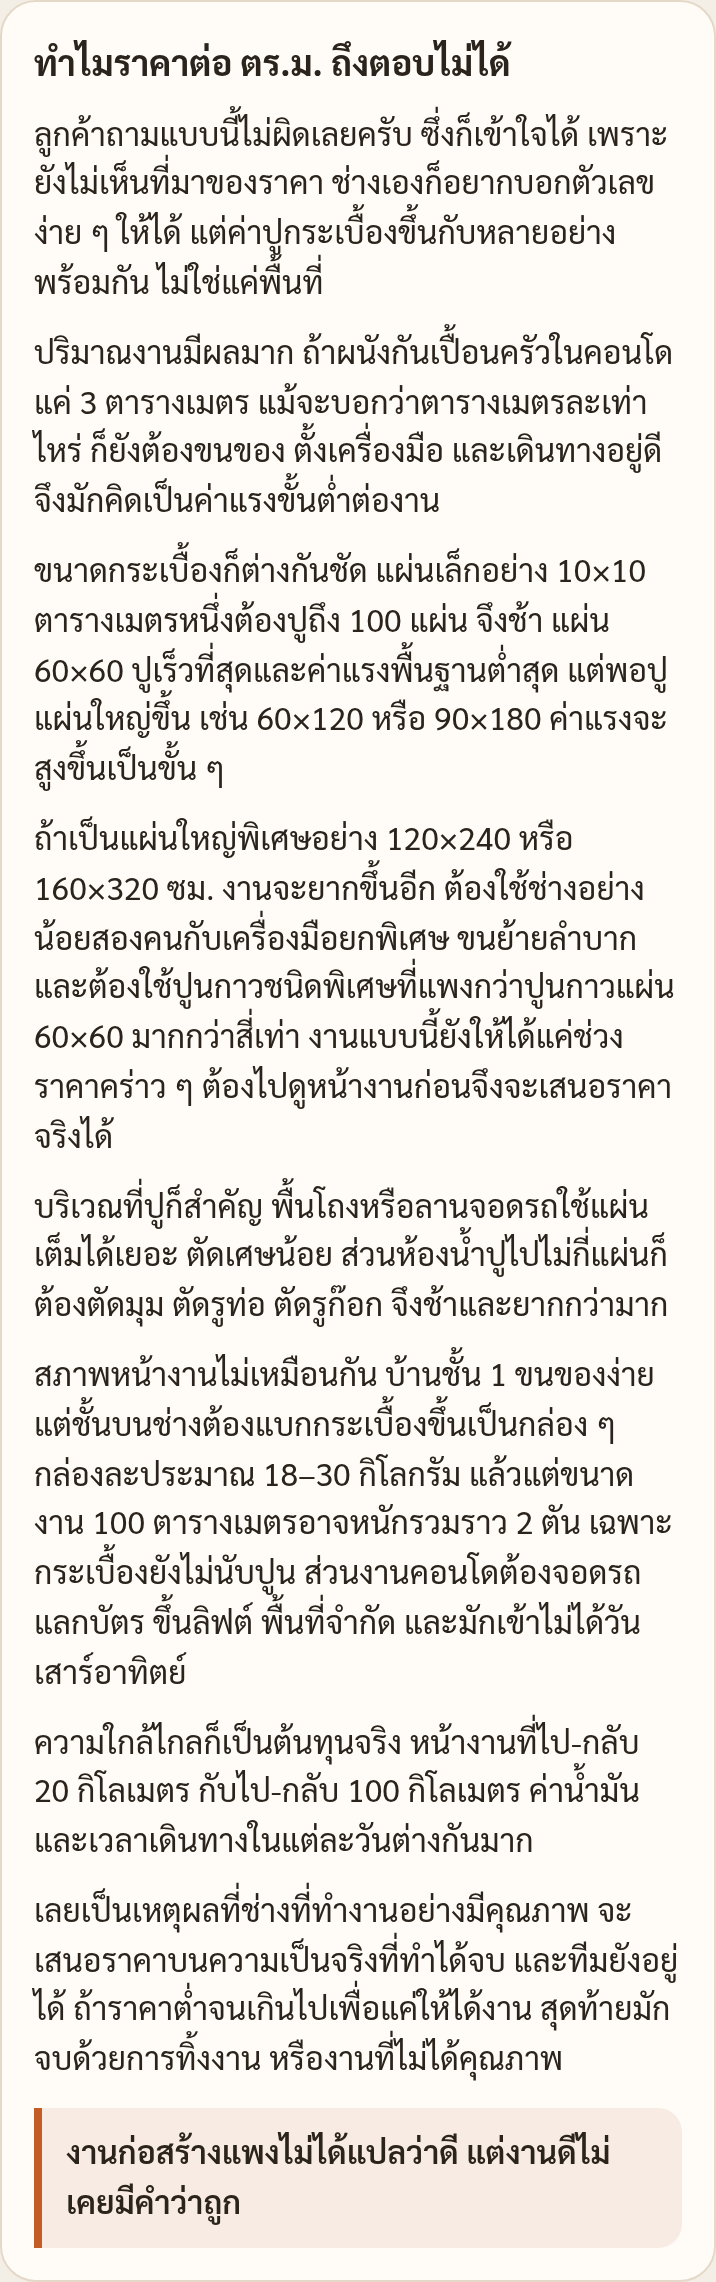 ทำไมราคาต่อ ตร.ม. ถึงตอบไม่ได้
ลูกค้าถามแบบนี้ไม่ผิดเลยครับ ซึ่งก็เข้าใจได้ เพราะ
ยังไม่เห็นที่มาของราคา ช่างเองก็อยากบอกตัวเลข
ง่าย ๆ ให้ได้ แต่ค่าปูกระเบื้องขึ้นกับหลายอย่าง
พร้อมกัน ไม่ใช่แค่พื้นที่
ปริมาณงานมีผลมาก ถ้าผนังกันเปื้อนครัวในคอนโด
แค่ 3 ตารางเมตร แม้จะบอกว่าตารางเมตรละเท่า
ไหร่ ก็ยังต้องขนของ ตั้งเครื่องมือ และเดินทางอยู่ดี
จึงมักคิดเป็นค่าแรงขั้นต่ำต่องาน
ขนาดกระเบื้องก็ต่างกันชัด แผ่นเล็กอย่าง 10×10
ตารางเมตรหนึ่งต้องปูถึง 100 แผ่น จึงช้า แผ่น
60×60 ปูเร็วที่สุดและค่าแรงพื้นฐานต่ำสุด แต่พอปู
แผ่นใหญ่ขึ้น เช่น 60×120 หรือ 90×180 ค่าแรงจะ
สูงขึ้นเป็นขั้น ๆ
ถ้าเป็นแผ่นใหญ่พิเศษอย่าง 120×240 หรือ
160×320 ซม. งานจะยากขึ้นอีก ต้องใช้ช่างอย่าง
น้อยสองคนกับเครื่องมือยกพิเศษ ขนย้ายลำบาก
และต้องใช้ปูนกาวชนิดพิเศษที่แพงกว่าปูนกาวแผ่น
60×60 มากกว่าสี่เท่า งานแบบนี้ยังให้ได้แค่ช่วง
ราคาคร่าว ๆ ต้องไปดูหน้างานก่อนจึงจะเสนอราคา
จริงได้
บริเวณที่ปูก็สำคัญ พื้นโถงหรือลานจอดรถใช้แผ่น
เต็มได้เยอะ ตัดเศษน้อย ส่วนห้องน้ำปูไปไม่กี่แผ่นก็
ต้องตัดมุม ตัดรูท่อ ตัดรูก๊อก จึงช้าและยากกว่ามาก
สภาพหน้างานไม่เหมือนกัน บ้านชั้น 1 ขนของง่าย
แต่ชั้นบนช่างต้องแบกกระเบื้องขึ้นเป็นกล่อง ๆ
กล่องละประมาณ 18–30 กิโลกรัม แล้วแต่ขนาด
งาน 100 ตารางเมตรอาจหนักรวมราว 2 ตัน เฉพาะ
กระเบื้องยังไม่นับปูน ส่วนงานคอนโดต้องจอดรถ
แลกบัตร ขึ้นลิฟต์ พื้นที่จำกัด และมักเข้าไม่ได้วัน
เสาร์อาทิตย์
ความใกล้ไกลก็เป็นต้นทุนจริง หน้างานที่ไป-กลับ
20 กิโลเมตร กับไป-กลับ 100 กิโลเมตร ค่าน้ำมัน
และเวลาเดินทางในแต่ละวันต่างกันมาก
เลยเป็นเหตุผลที่ช่างที่ทำงานอย่างมีคุณภาพ จะ
เสนอราคาบนความเป็นจริงที่ทำได้จบ และทีมยังอยู่
ได้ ถ้าราคาต่ำจนเกินไปเพื่อแค่ให้ได้งาน สุดท้ายมัก
จบด้วยการทิ้งงาน หรืองานที่ไม่ได้คุณภาพ
งานก่อสร้างแพงไม่ได้แปลว่าดี แต่งานดีไม่
เคยมีคำว่าถูก